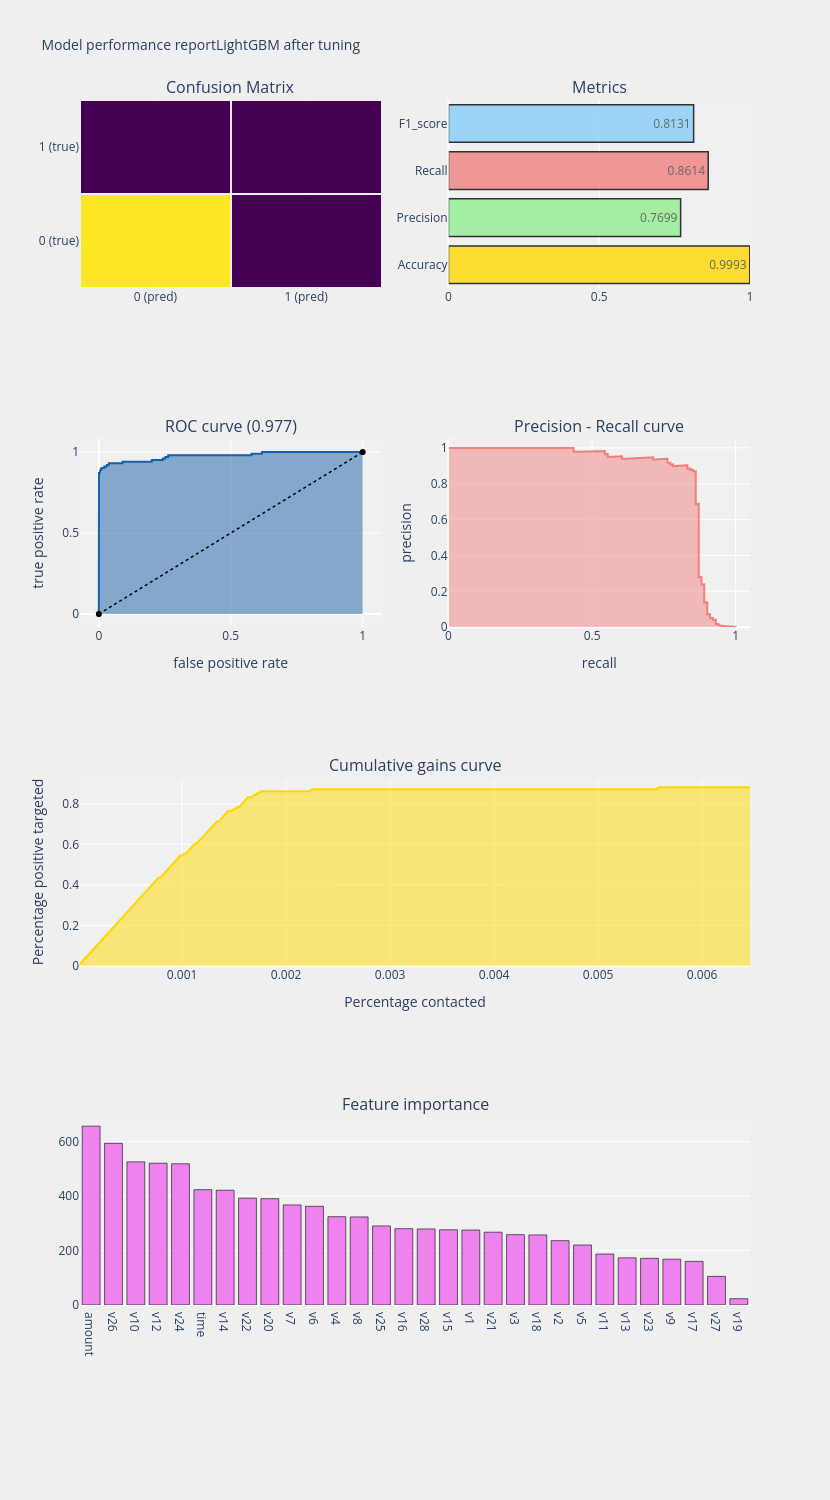 Model performance reportLightGBM after tuning
Confusion Matrix
1 (true)
0 (true)
0 (pred) 1 (pred)
Metrics
F1_score 0.8131
Recall 0.8614
Precision 0.7699
Accuracy 0.9993
0 0.5 1
ROC curve (0.977)
true positive rate
1
0.5
0
0 0.5 1
false positive rate
Precision - Recall curve
precision
1
0.8
0.6
0.4
0.2
0
0 0.5 1
recall
Cumulative gains curve
Percentage positive targeted
0.8
0.6
0.4
0.2
0
0.001 0.002 0.003 0.004 0.005 0.006
Percentage contacted
Feature importance
600
400
200
0
amount v26 v10 v12 v24 time v14 v22 v20 v7 v6 v4 v8 v25 v16 v28 v15 v1 v21 v3 v18 v2 v5 v11 v13 v23 v9 v17 v27 v19